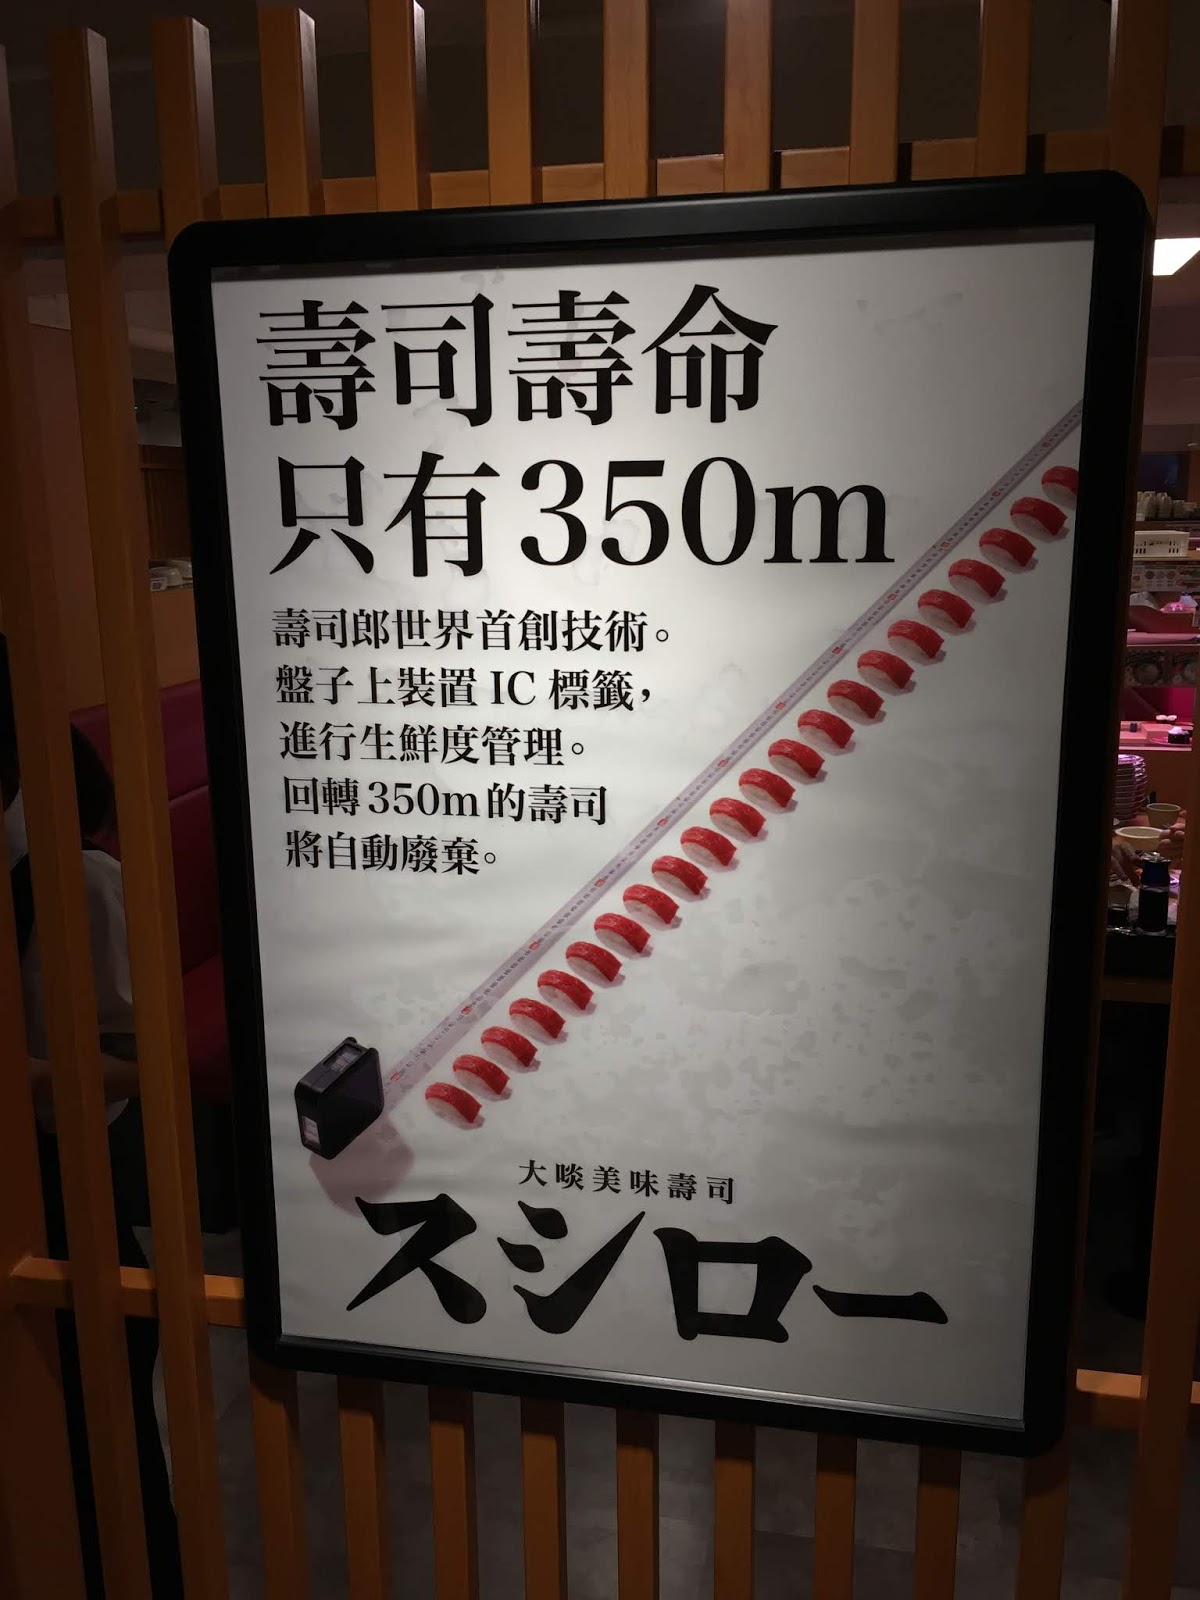 壽司壽命
只有350m
壽司郎世界首創技術。
盤子上裝置 IC 標籤，
進行生鮮度管理。
回轉350m的壽司
將自動廢棄。
大啖美味壽司
スシロー